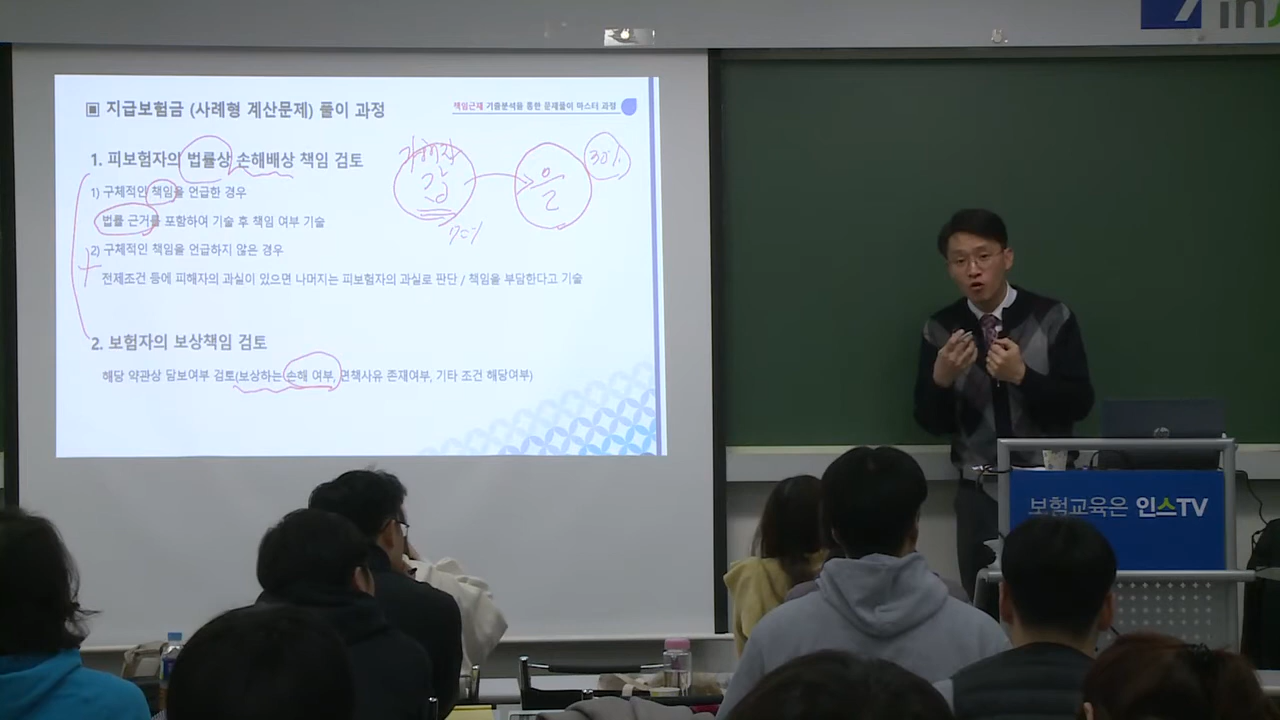 ▣ 지급보험금 (사례형 계산문제) 풀이 과정
책임근재 기출분석을 통한 문제풀이 마스터 과정
1. 피보험자의 법률상 손해배상 책임 검토
1) 구체적인 책임을 언급한 경우
법률 근거를 포함하여 기술 후 책임 여부 기술
2) 구체적인 책임을 언급하지 않은 경우
전제조건 등에 피해자의 과실이 있으면 나머지는 피보험자의 과실로 판단 / 책임을 부담한다고 기술
2. 보험자의 보상책임 검토
해당 약관상 담보여부 검토(보상하는 손해 여부, 면책사유 존재여부, 기타 조건 해당여부)
가해자
갑
을
30%
70%
보험교육은 인스TV
hp